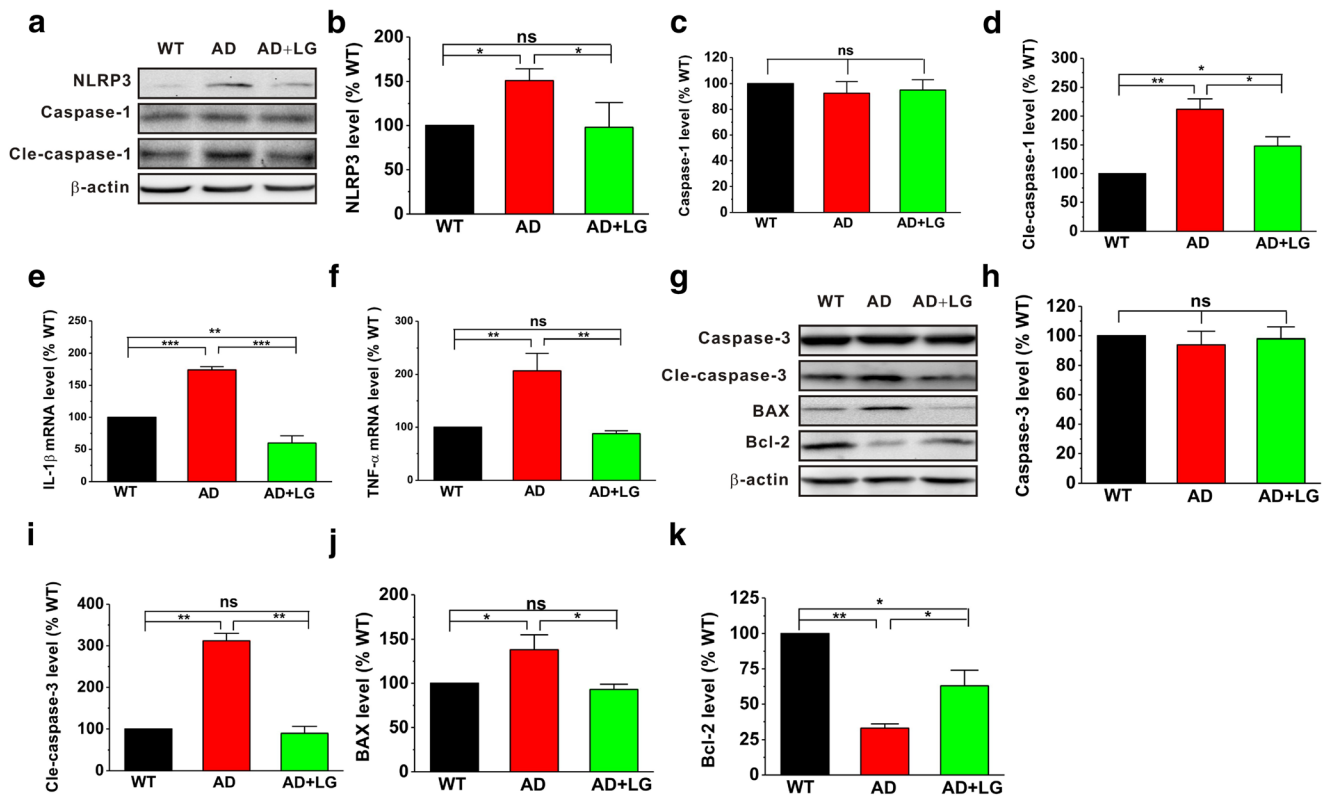 a
WT AD AD+LG
NLRP3
Caspase-1
Cle-caspase-1
β-actin
b
NLRP3 level (% WT)
200
150
100
50
0
ns
* *
WT AD AD+LG
c
Caspase-1 level (% WT)
120
100
80
60
40
20
0
ns
WT AD AD+LG
d
Cle-caspase-1 level (% WT)
300
250
200
150
100
50
0
*
** *
WT AD AD+LG
e
IL-1β mRNA level (% WT)
225
200
175
150
125
100
75
50
25
0
**
*** ***
WT AD AD+LG
f
TNF-α mRNA level (% WT)
300
200
100
0
ns
** **
WT AD AD+LG
g
WT AD AD+LG
Caspase-3
Cle-caspase-3
BAX
Bcl-2
β-actin
h
Caspase-3 level (% WT)
120
100
80
60
40
20
0
ns
WT AD AD+LG
i
Cle-caspase-3 level (% WT)
400
300
200
100
0
ns
** **
WT AD AD+LG
j
BAX level (% WT)
200
150
100
50
0
ns
* *
WT AD AD+LG
k
Bcl-2 level (% WT)
125
100
75
50
25
0
*
** *
WT AD AD+LG